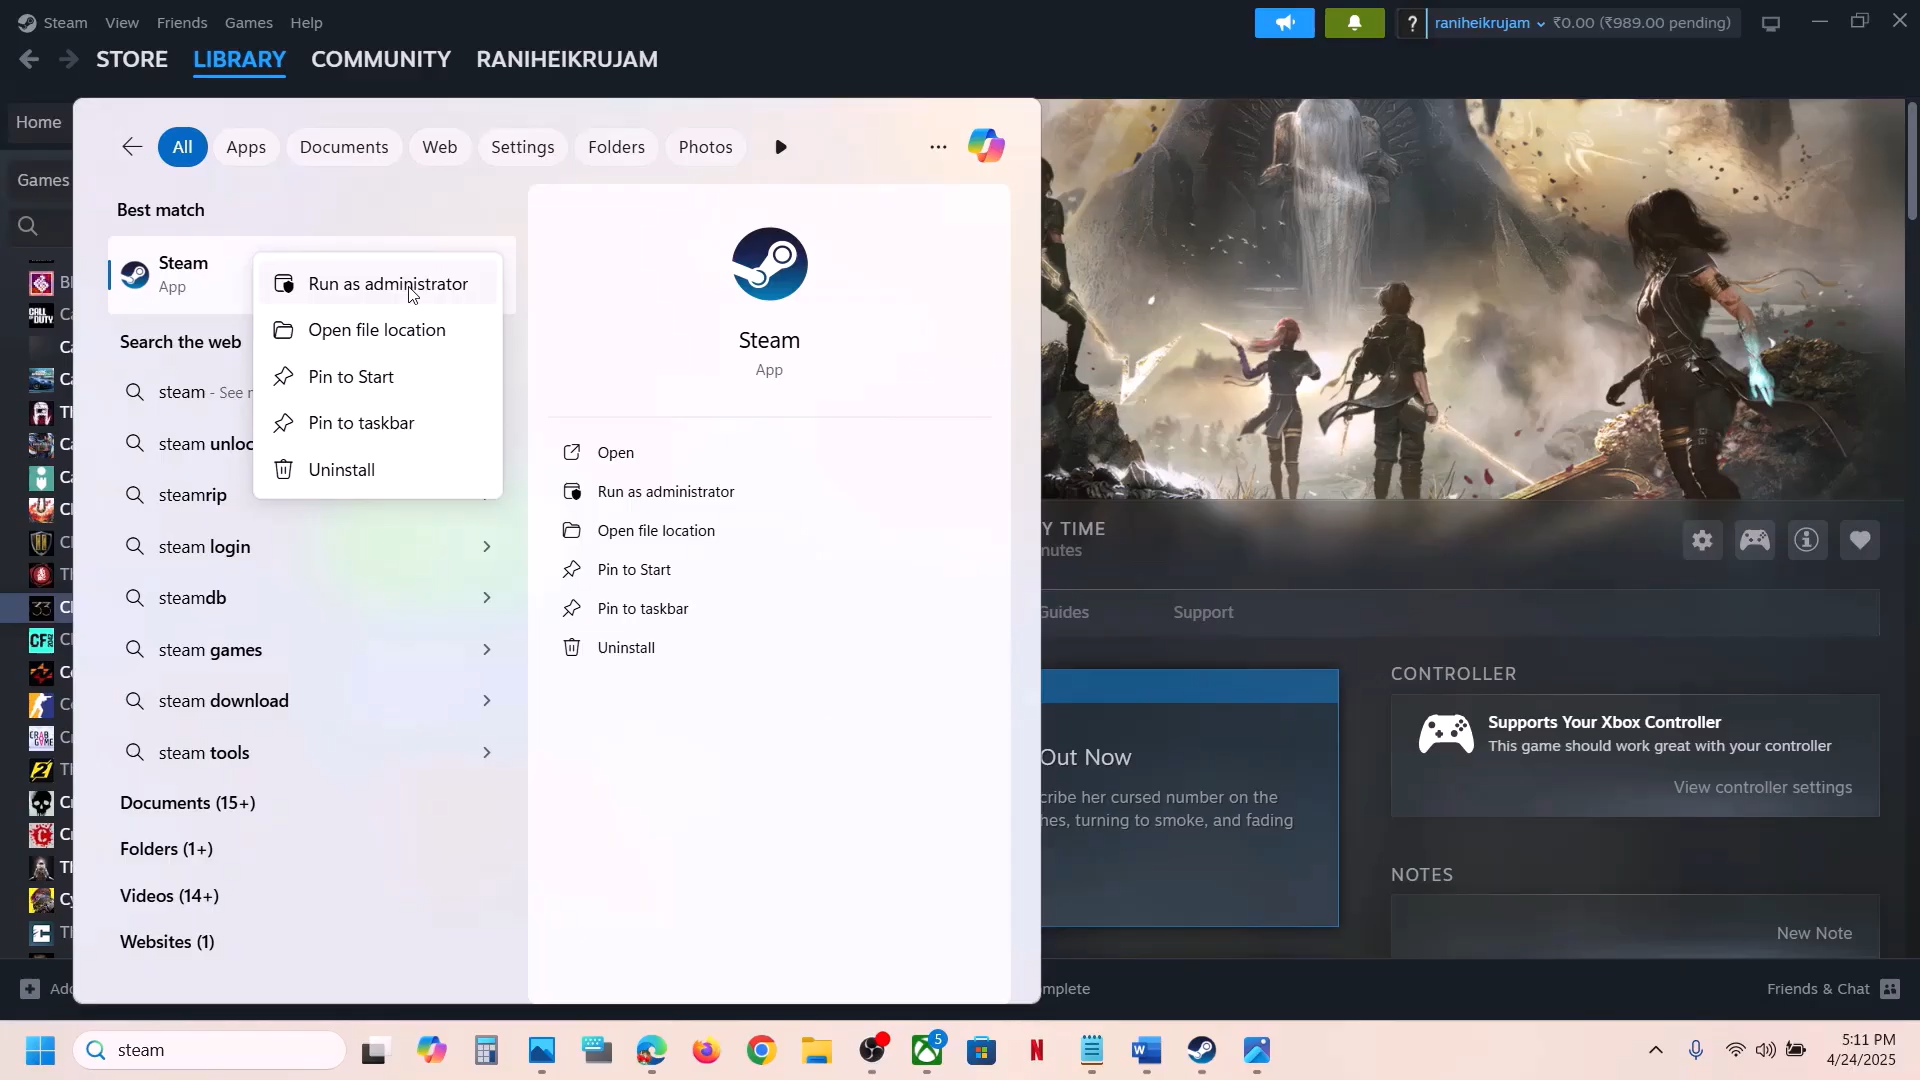 Steam View Friends Games Help
? raniheikrujam ₹0.00 (₹989.00 pending)
STORE LIBRARY COMMUNITY RANIHEIKRUJAM
Home
Games
All Apps Documents Web Settings Folders Photos
Best match
Steam
App
Run as administrator
Open file location
Pin to Start
Pin to taskbar
Uninstall
Search the web
steam - See
steam unloc
steamrip
steam login
steamdb
steam games
steam download
steam tools
Documents (15+)
Folders (1+)
Videos (14+)
Websites (1)
Steam
App
Open
Run as administrator
Open file location
Pin to Start
Pin to taskbar
Uninstall
Y TIME
nutes
Guides Support
Out Now
cribe her cursed number on the
hes, turning to smoke, and fading
CONTROLLER
Supports Your Xbox Controller
This game should work great with your controller
View controller settings
NOTES
New Note
Add
mplete
Friends & Chat
steam
5
5:11 PM
4/24/2025